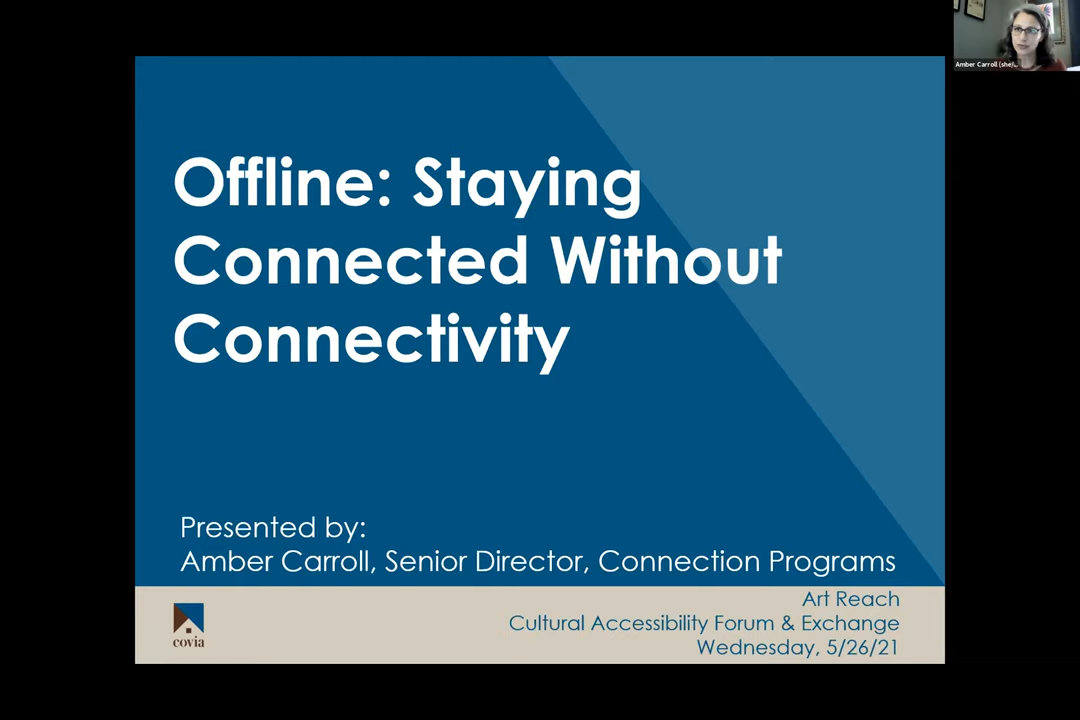 Amber Carroll (she/...
Offline: Staying
Connected Without
Connectivity
Presented by:
Amber Carroll, Senior Director, Connection Programs
Art Reach
Cultural Accessibility Forum & Exchange
Wednesday, 5/26/21
covia